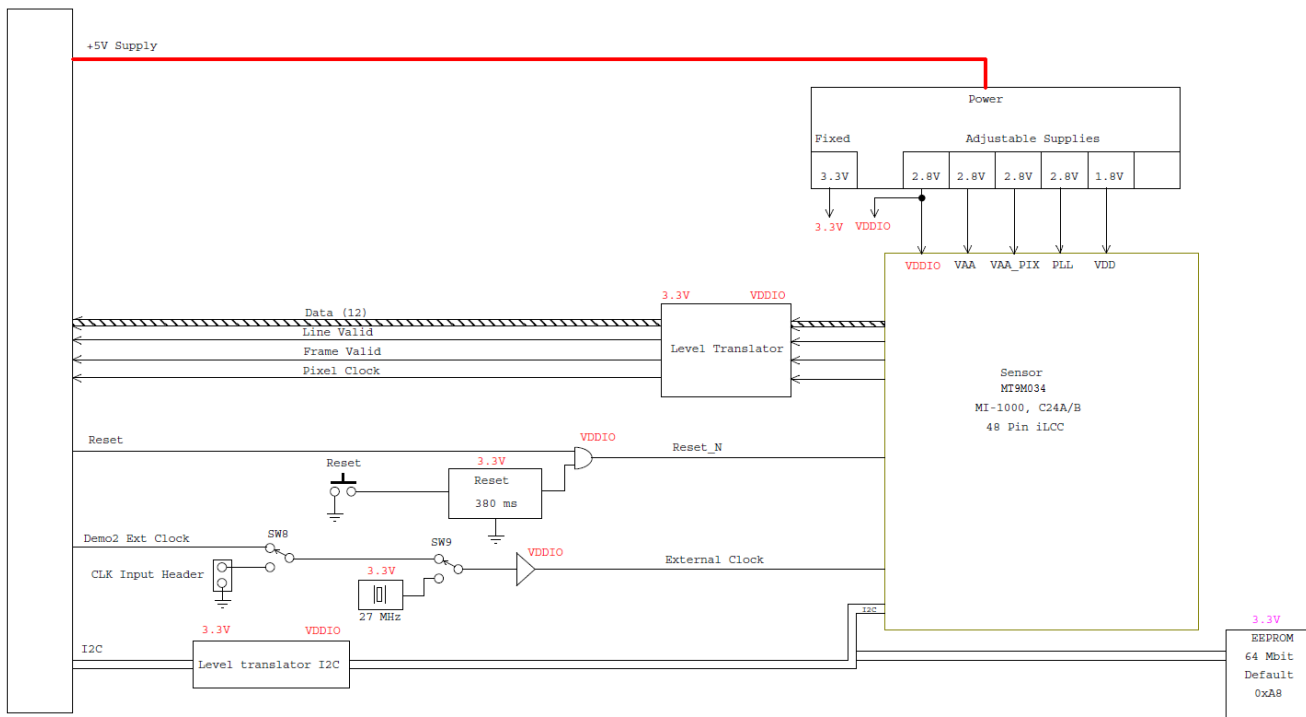 +5V Supply
Power
Fixed
Adjustable Supplies
3.3V
2.8V
2.8V
2.8V
2.8V
1.8V
3.3V
VDDIO
VDDIO
VAA
VAA_PIX
PLL
VDD
3.3V
VDDIO
Data (12)
Line Valid
Frame Valid
Pixel Clock
Level Translator
Sensor
MT9M034
MI-1000, C24A/B
48 Pin iLCC
Reset
VDDIO
Reset_N
Reset
3.3V
Reset
380 ms
Demo2 Ext Clock
SW8
SW9
VDDIO
External Clock
CLK Input Header
3.3V
27 MHz
I2C
3.3V
VDDIO
I2C
Level translator I2C
3.3V
EEPROM
64 Mbit
Default
0xA8